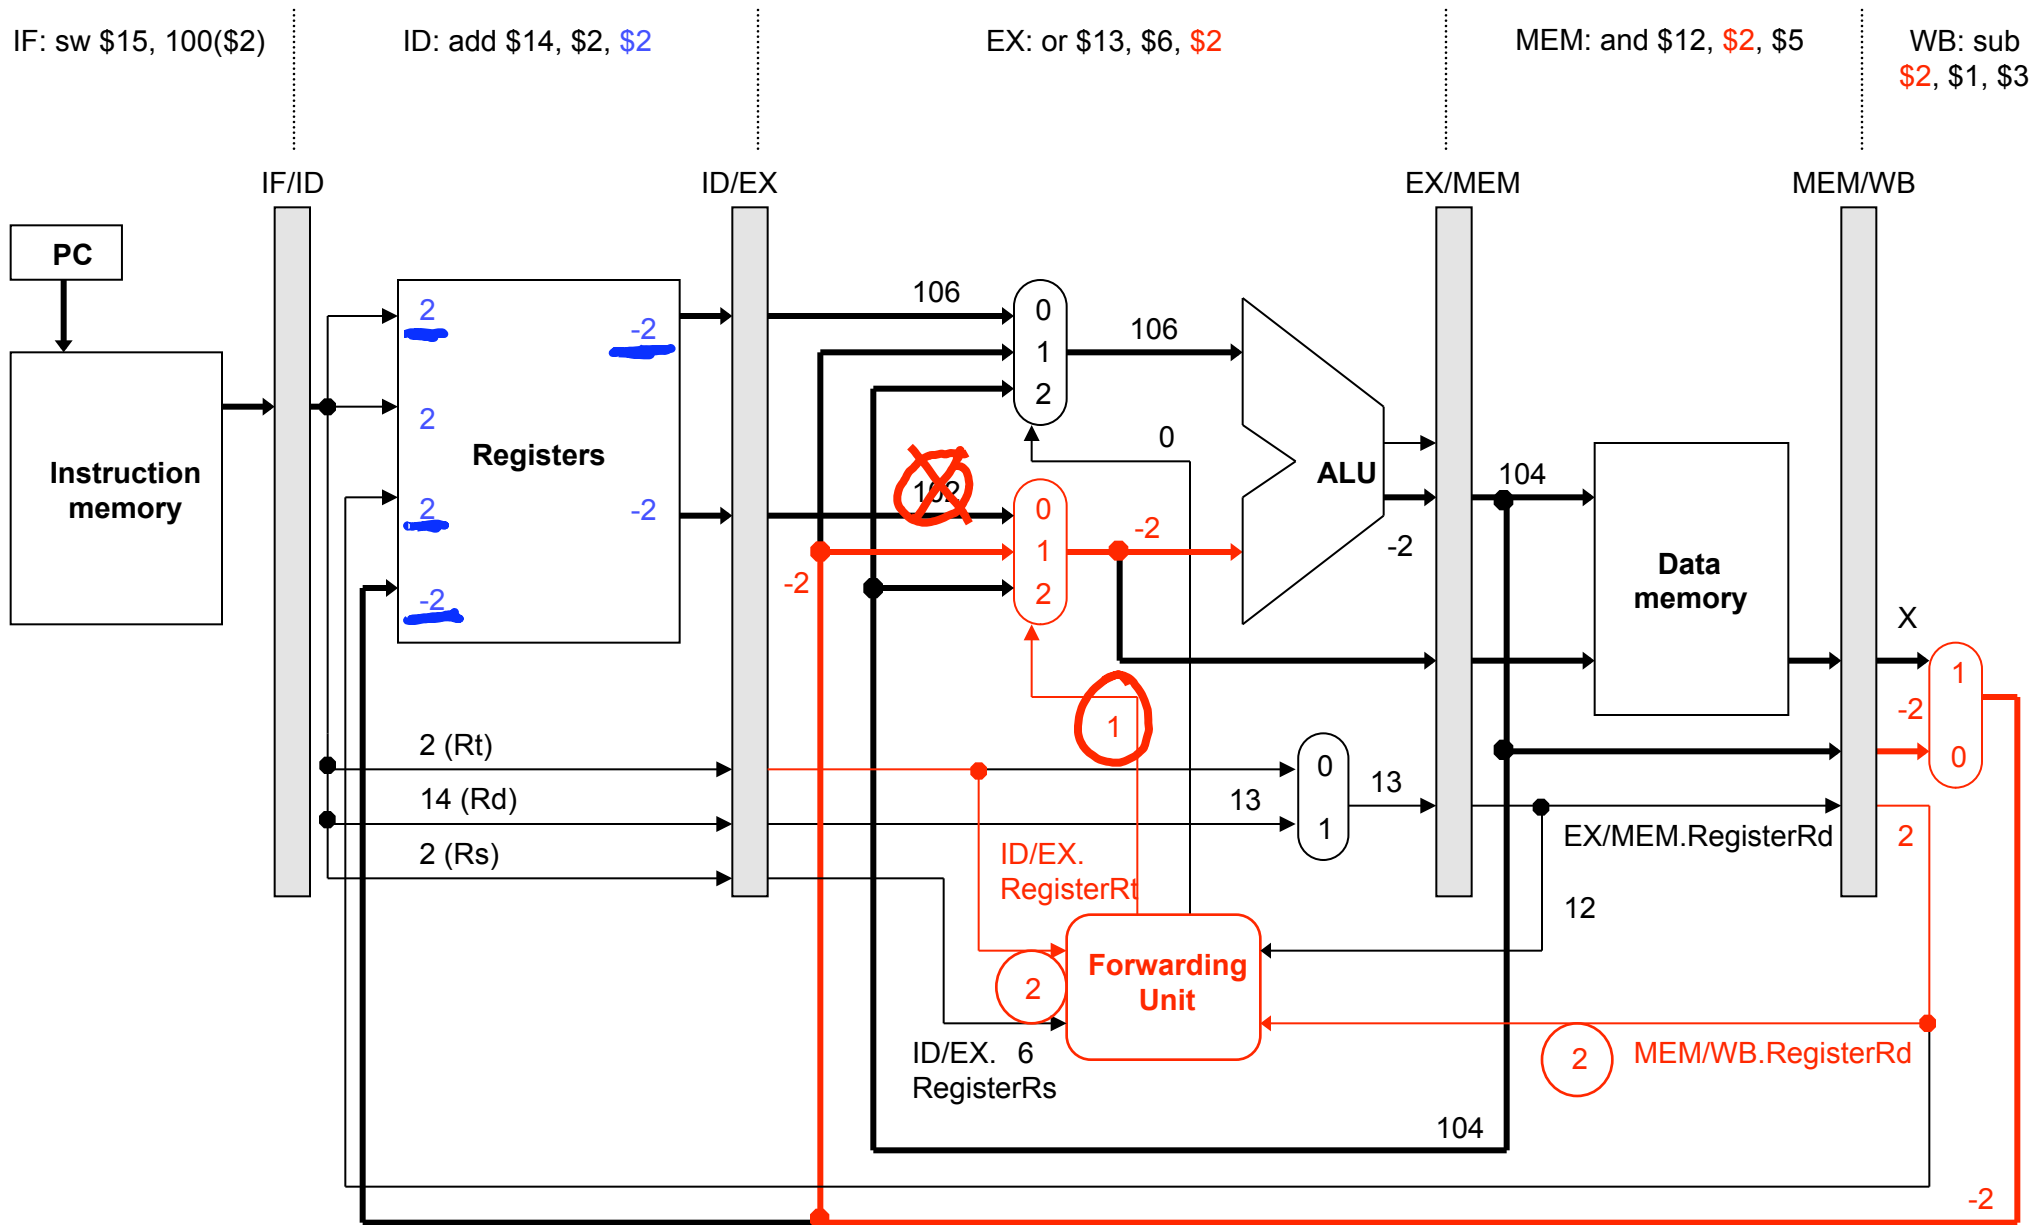 IF: sw $15, 100($2)
ID: add $14, $2, $2
EX: or $13, $6, $2
MEM: and $12, $2, $5
WB: sub
$2, $1, $3
IF/ID
ID/EX
EX/MEM
MEM/WB
PC
Instruction
memory
2
2
2
-2
Registers
-2
-2
106
0
1
2
106
0
102
0
1
2
-2
-2
1
ALU
-2
104
Data
memory
X
1
-2
0
2 (Rt)
14 (Rd)
2 (Rs)
0
1
13
13
EX/MEM.RegisterRd
2
12
ID/EX.
RegisterRt
2
Forwarding
Unit
ID/EX. 6
RegisterRs
2
MEM/WB.RegisterRd
104
-2